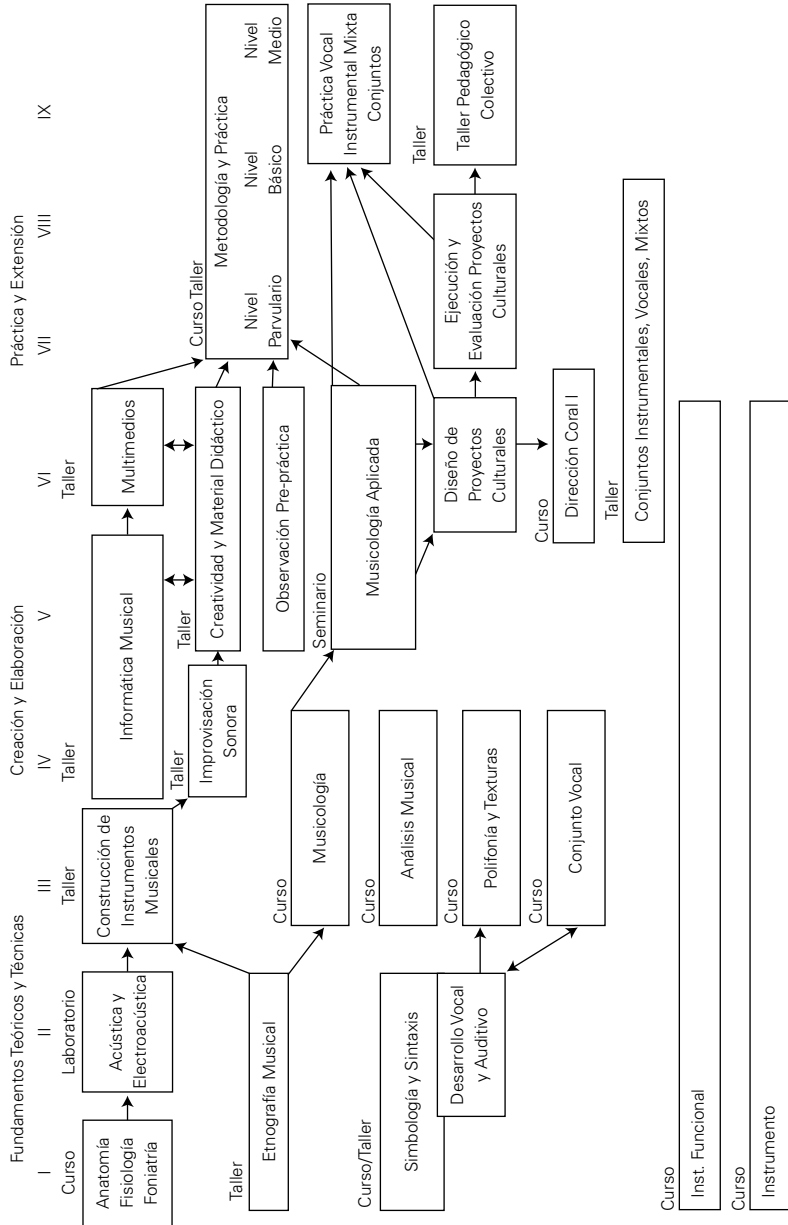 Fundamentos Teóricos y Técnicas
Creación y Elaboración
Práctica y Extensión
I
II
III
IV
V
VI
VII
VIII
IX
Curso
Anatomía
Fisiología
Foniatría
Laboratorio
Acústica y
Electroacústica
Taller
Construcción de
Instrumentos
Musicales
Taller
Informática Musical
Taller
Multimedios
Taller
Improvisación
Sonora
Taller
Creatividad y Material Didáctico
Curso Taller
Metodología y Práctica
Nivel
Parvulario
Nivel
Básico
Nivel
Medio
Observación Pre-práctica
Taller
Etnografía Musical
Curso
Musicología
Seminario
Musicología Aplicada
Práctica Vocal
Instrumental Mixta
Conjuntos
Curso/Taller
Simbología y Sintaxis
Desarrollo Vocal
y Auditivo
Curso
Análisis Musical
Curso
Polifonía y Texturas
Curso
Conjunto Vocal
Diseño de
Proyectos
Culturales
Ejecución y
Evaluación Proyectos
Culturales
Taller
Taller Pedagógico
Colectivo
Curso
Dirección Coral I
Taller
Conjuntos Instrumentales, Vocales, Mixtos
Curso
Inst. Funcional
Curso
Instrumento